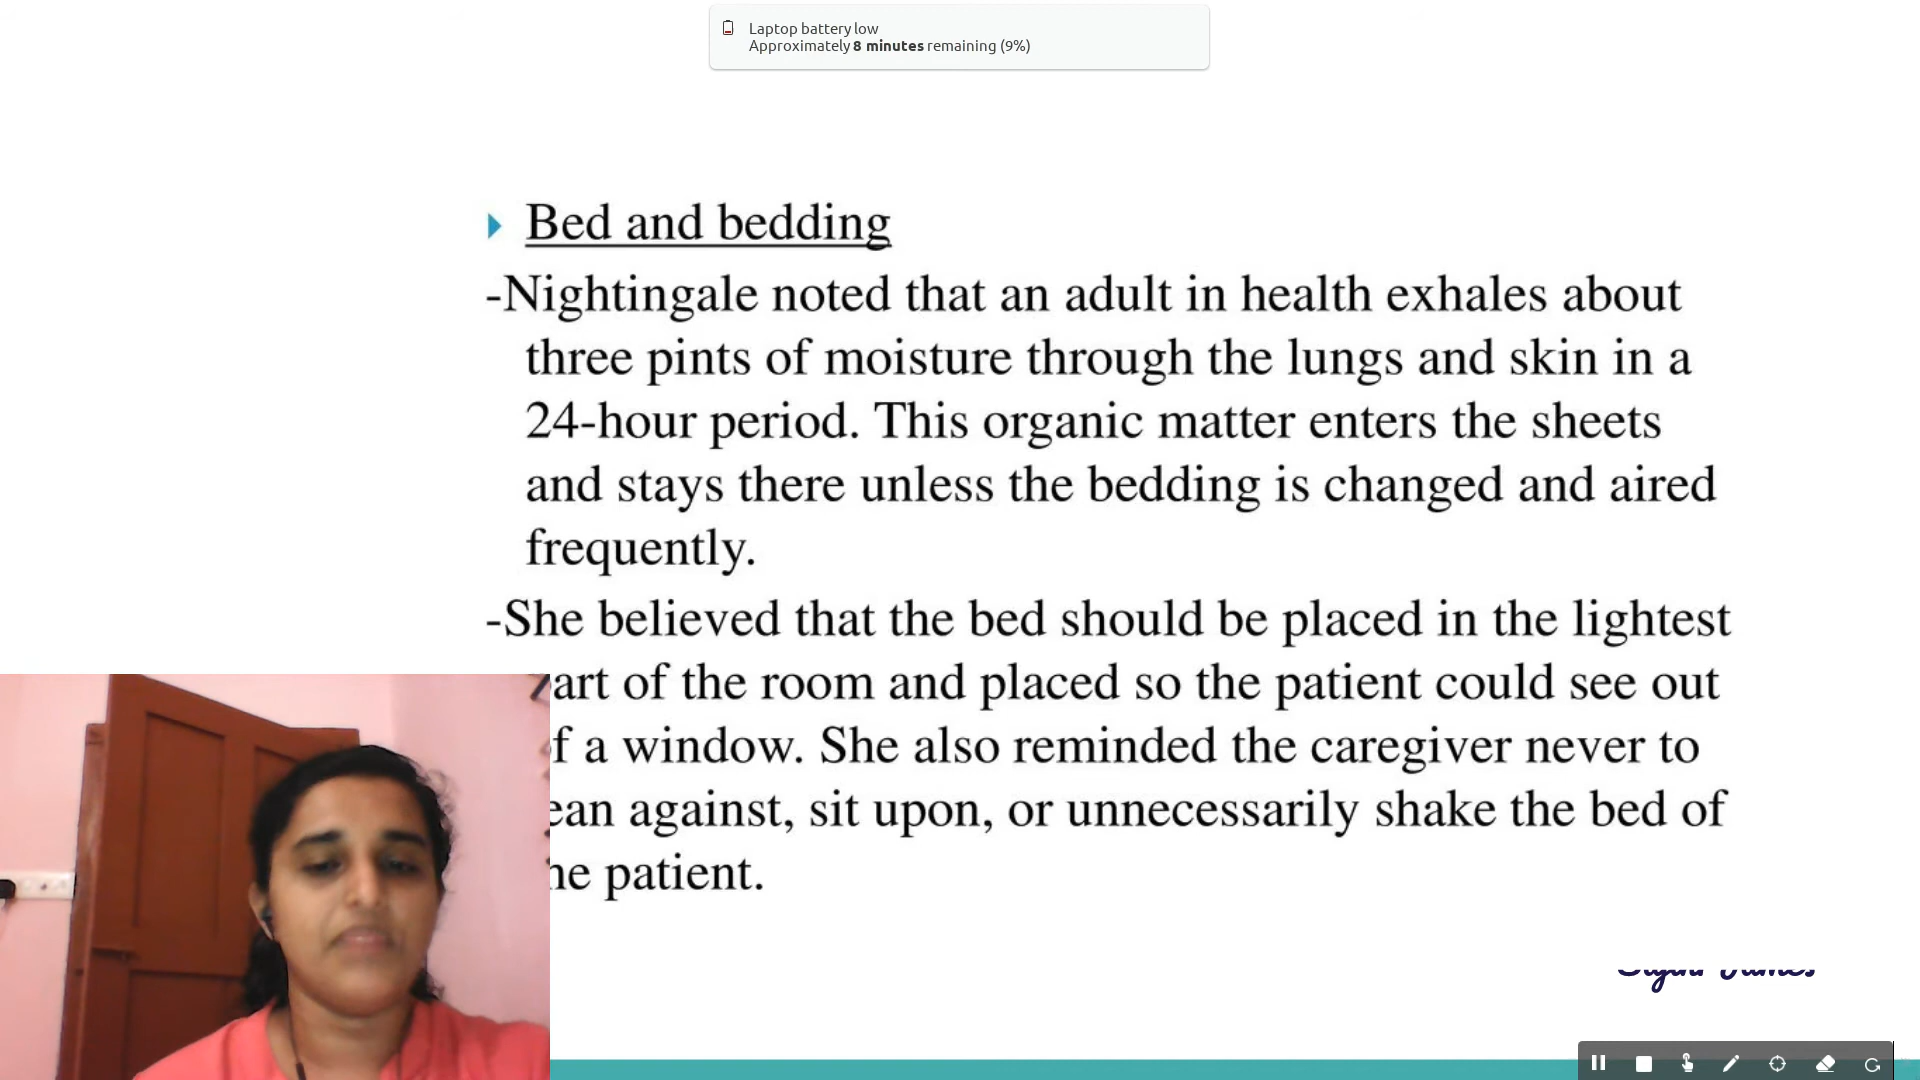 Laptop battery low
Approximately 8 minutes remaining (9%)
Bed and bedding
-Nightingale noted that an adult in health exhales about
three pints of moisture through the lungs and skin in a
24-hour period. This organic matter enters the sheets
and stays there unless the bedding is changed and aired
frequently.
-She believed that the bed should be placed in the lightest
of the room and placed so the patient could see out
a window. She also reminded the caregiver never to
against, sit upon, or unnecessarily shake the bed of
patient.